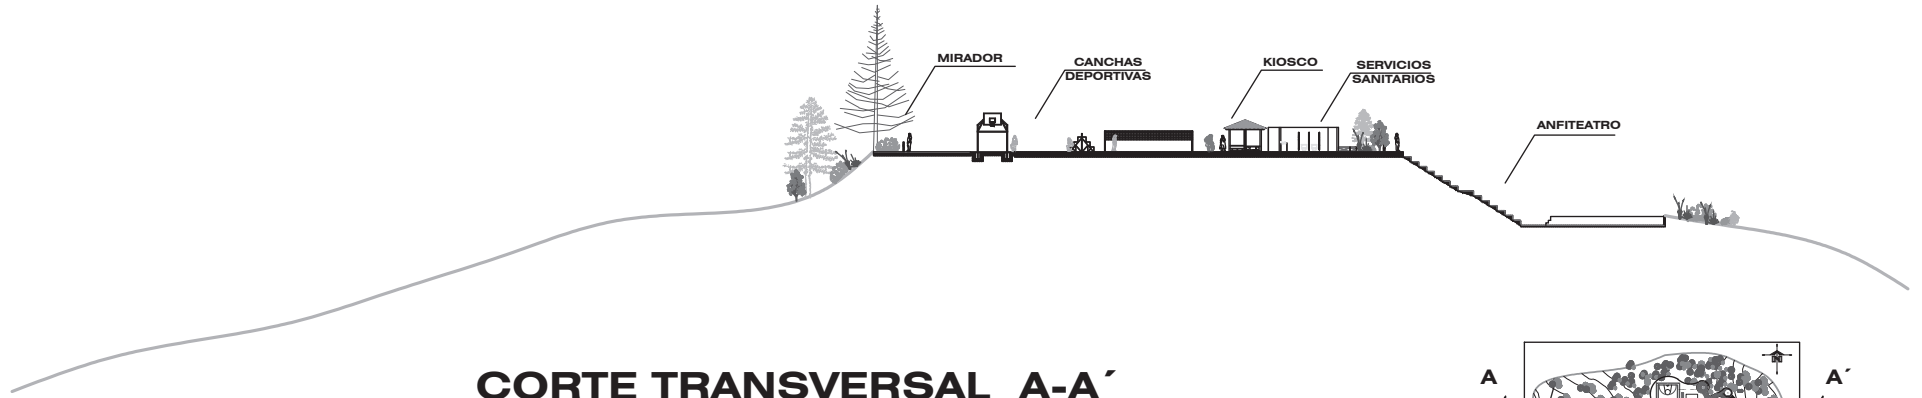 MIRADOR
CANCHAS
DEPORTIVAS
KIOSCO
SERVICIOS
SANITARIOS
ANFITEATRO
CORTE TRANSVERSAL A-A´
A
N
A´